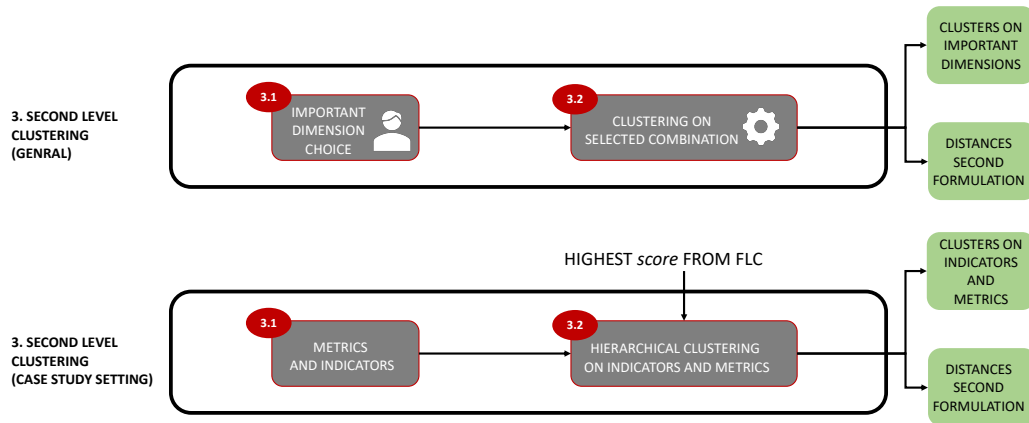 3. SECOND LEVEL
CLUSTERING
(GENRAL)
3.1
IMPORTANT
DIMENSION
CHOICE
3.2
CLUSTERING ON
SELECTED COMBINATION
CLUSTERS ON
IMPORTANT
DIMENSIONS
DISTANCES
SECOND
FORMULATION
HIGHEST score FROM FLC
3. SECOND LEVEL
CLUSTERING
(CASE STUDY SETTING)
3.1
METRICS
AND INDICATORS
3.2
HIERARCHICAL CLUSTERING
ON INDICATORS AND METRICS
CLUSTERS ON
INDICATORS
AND
METRICS
DISTANCES
SECOND
FORMULATION